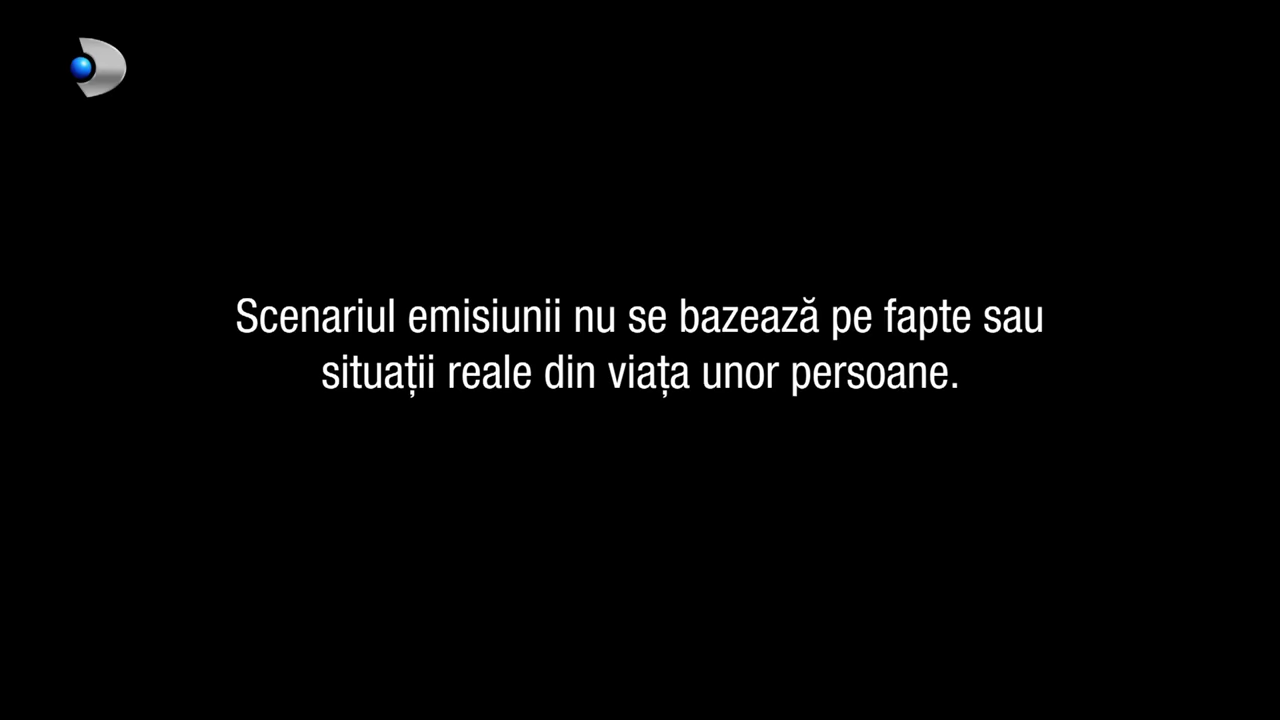 Scenariul emisiunii nu se bazează pe fapte sau
situații reale din viața unor persoane.